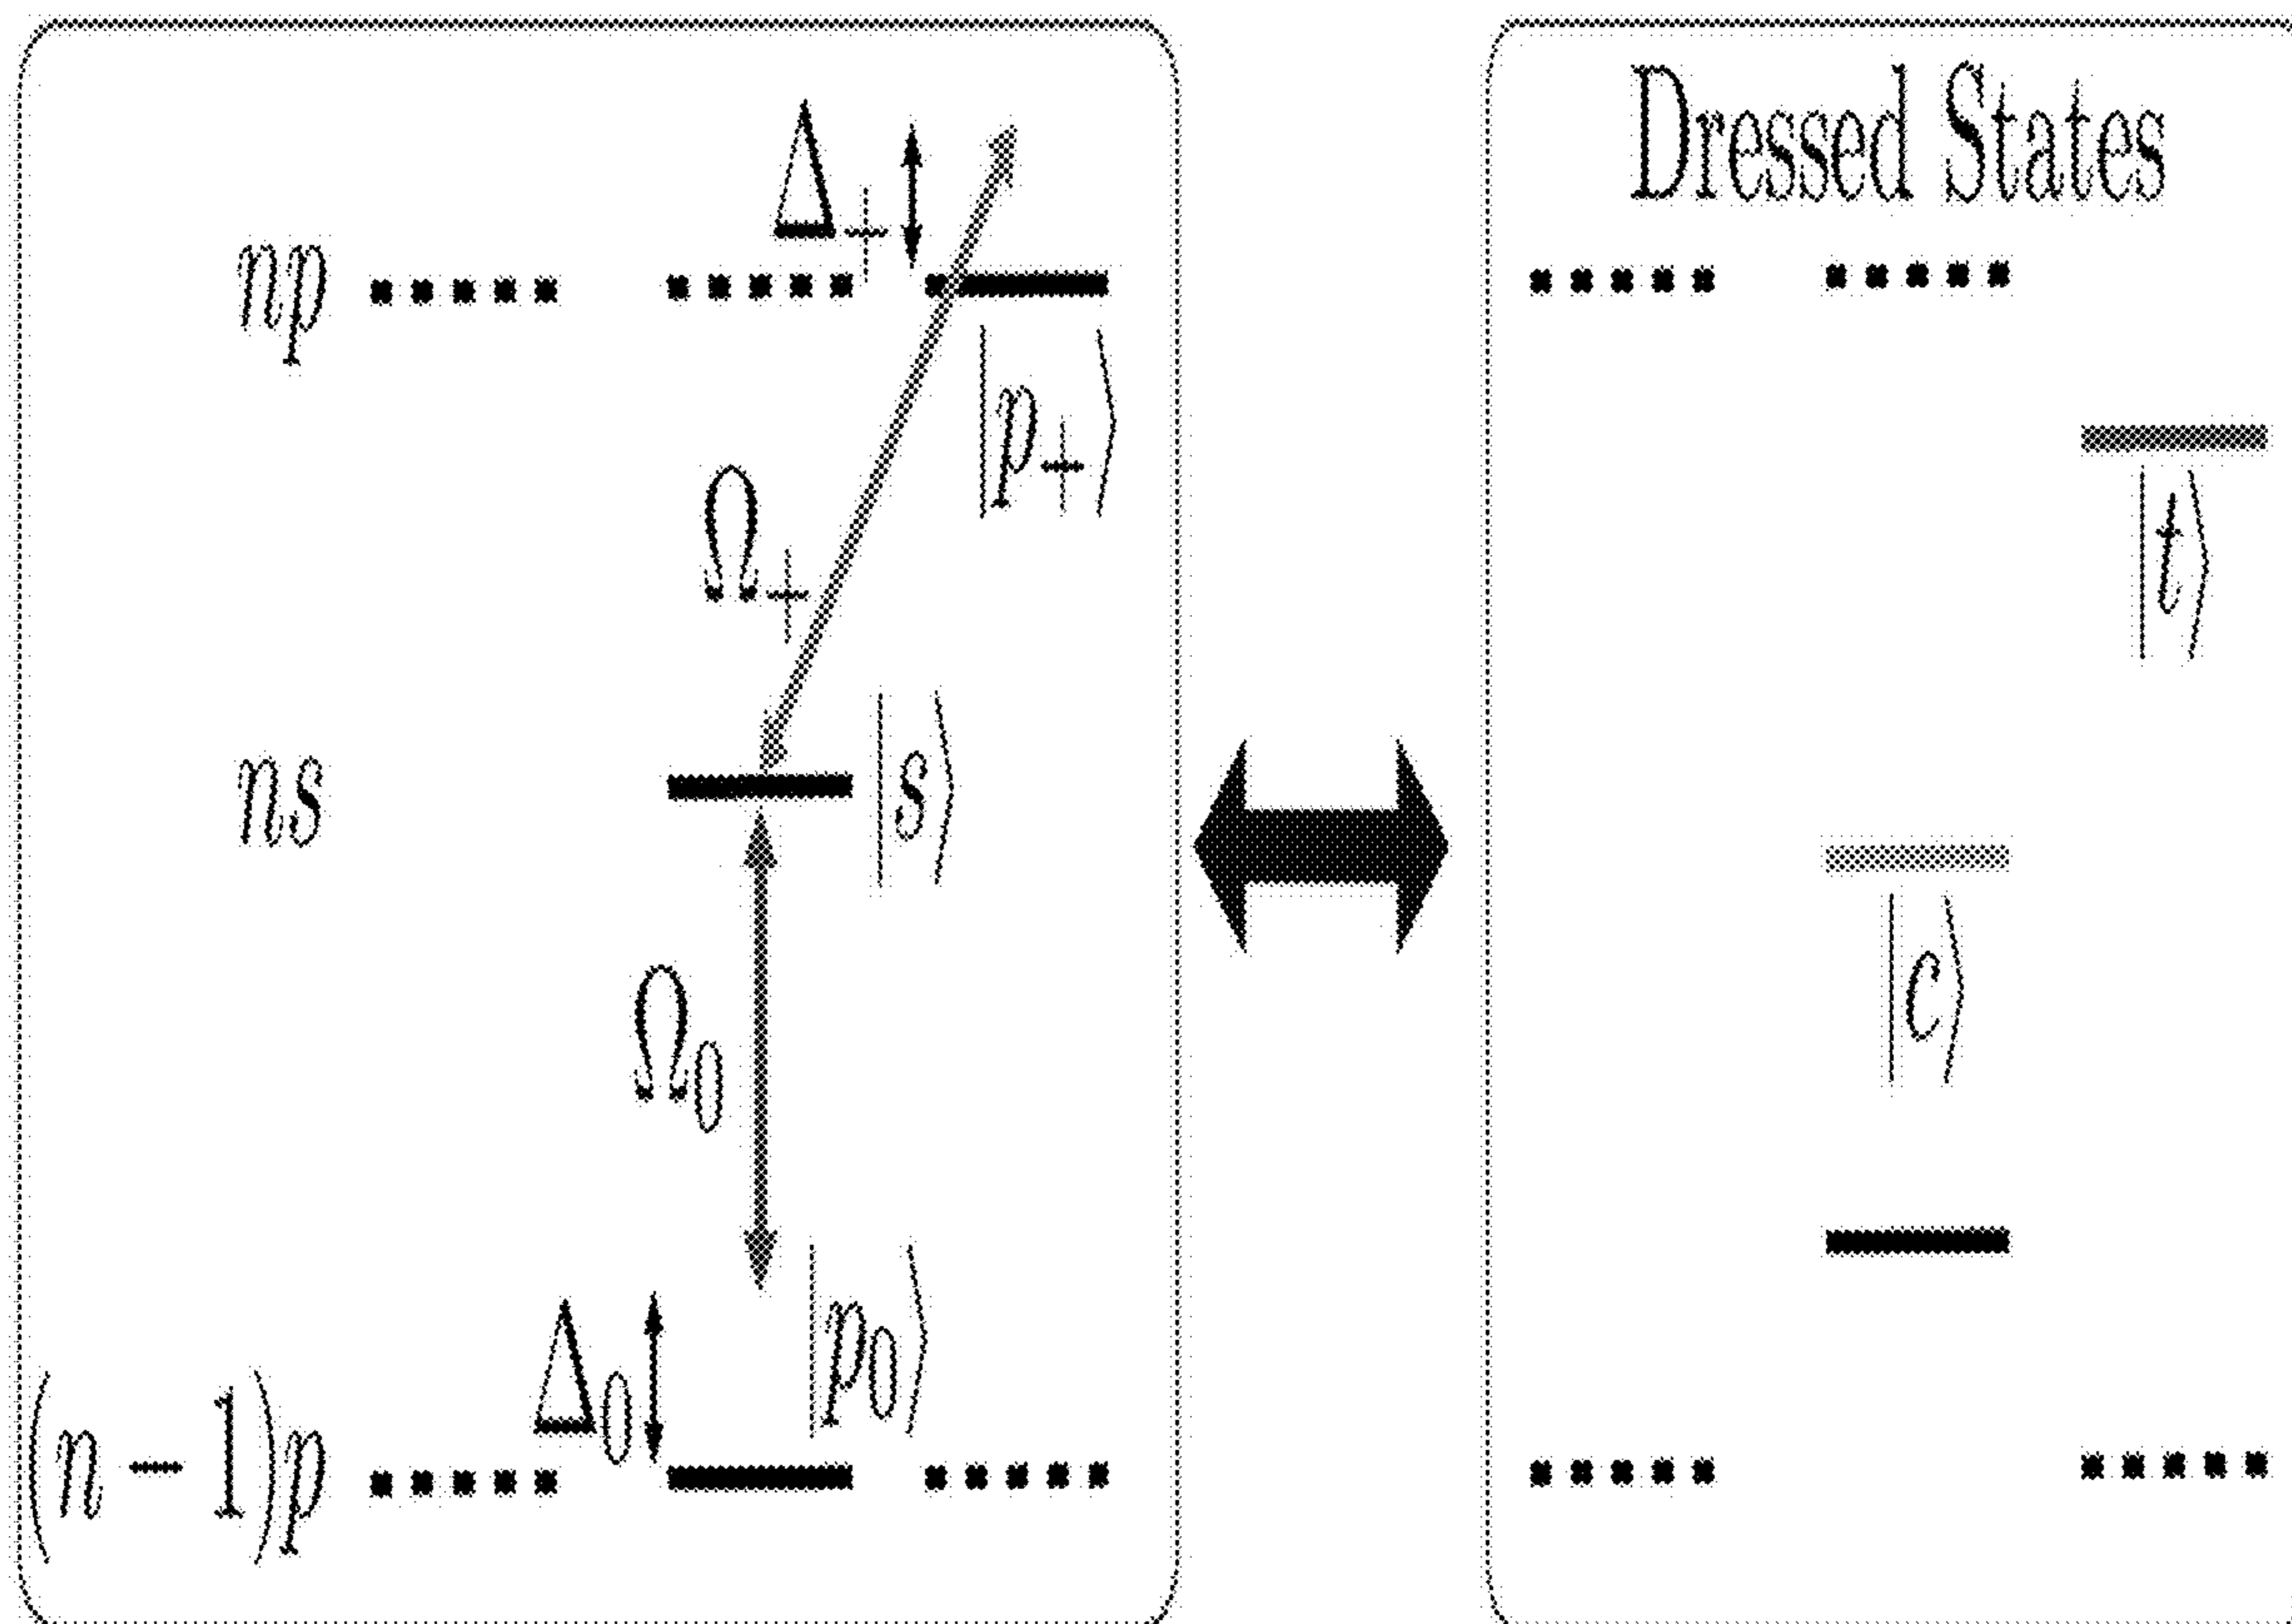 Dressed States
Δ₊
np
|p₊⟩
Ω₊
|t⟩
ns
|s⟩
|c⟩
Ω₀
|p₀⟩
Δ₀
(n − 1)p